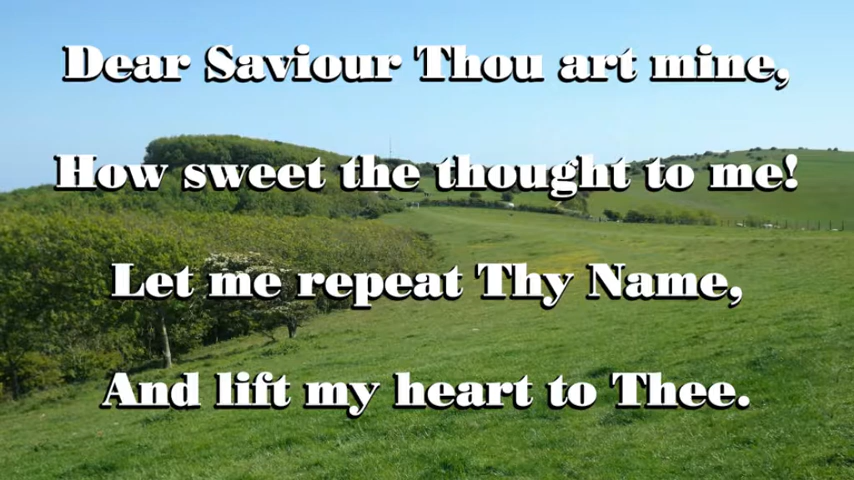 Dear Saviour Thou art mine,
How sweet the thought to me!
Let me repeat Thy Name,
And lift my heart to Thee.